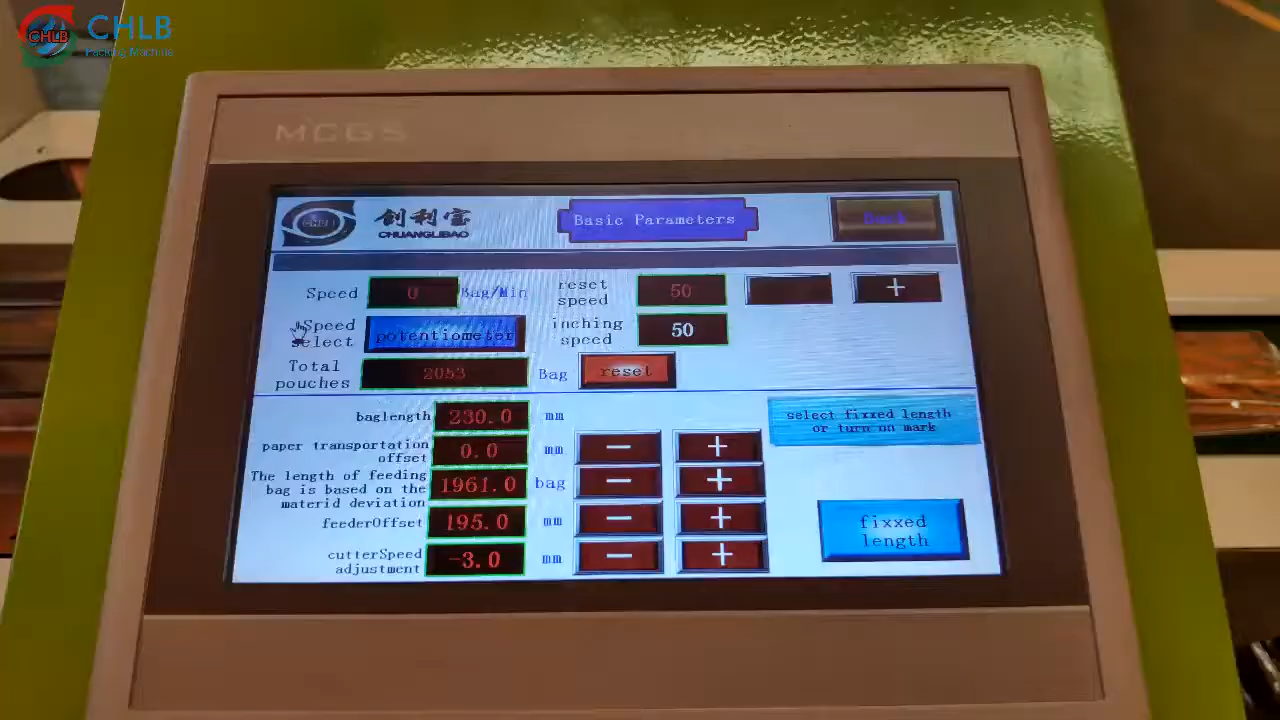 CHLB
CHLB
Packing Machine
MCGS
创利宝
CHUANGLIBAO
Basic Parameters
Back
Speed
0
Bag/Min
reset
speed
50
+
Speed
select
potentiometer
inching
speed
50
Total
pouches
2053
Bag
reset
baglength
230.0
mm
select fixxed length
or turn on mark
paper transportation
offset
0.0
mm
−
+
The length of feeding
bag is based on the
materid deviation
1961.0
bag
−
+
feederOffset
195.0
mm
−
+
fixxed
length
cutterSpeed
adjustment
-3.0
mm
−
+